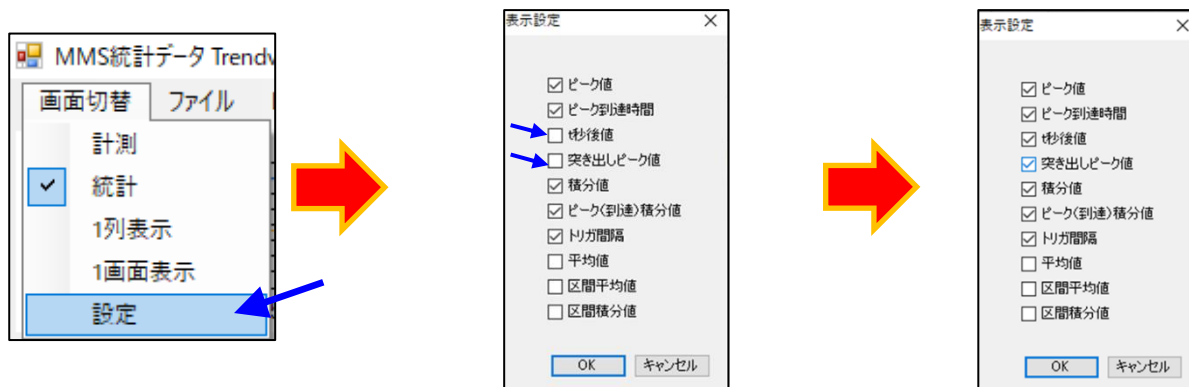 MMS統計データ Trendv
画面切替 ファイル
計測
統計
1列表示
1画面表示
設定
表示設定
ピーク値
ピーク到達時間
t秒後値
突き出しピーク値
積分値
ピーク(到達)積分値
トリガ間隔
平均値
区間平均値
区間積分値
OK キャンセル
表示設定
ピーク値
ピーク到達時間
t秒後値
突き出しピーク値
積分値
ピーク(到達)積分値
トリガ間隔
平均値
区間平均値
区間積分値
OK キャンセル